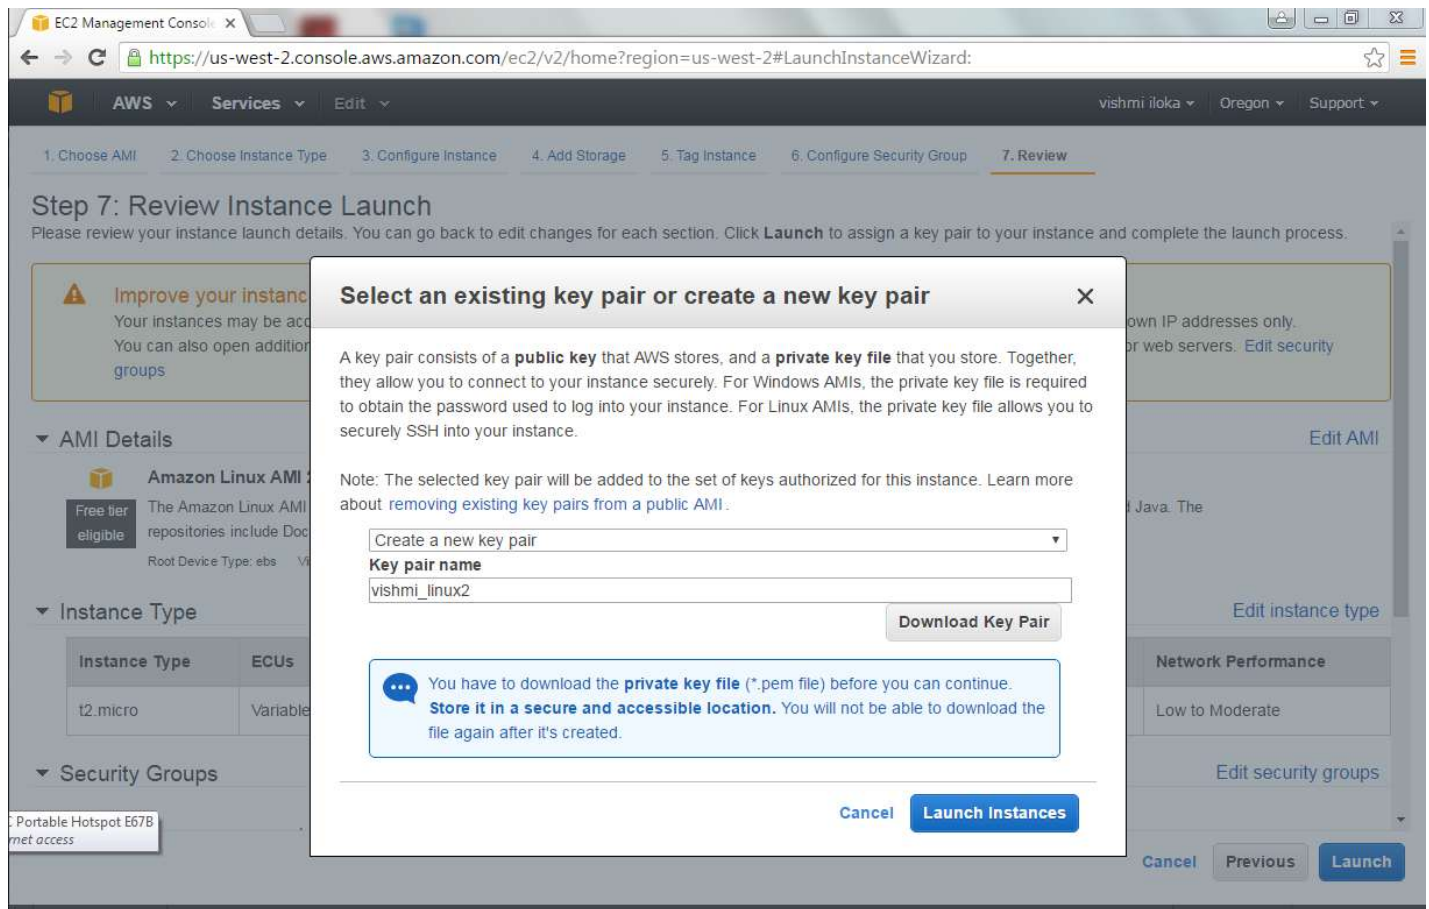 EC2 Management Consol
https://us-west-2.console.aws.amazon.com/ec2/v2/home?region=us-west-2#LaunchInstanceWizard:
AWS Services Edit vishmi iloka Oregon Support
1. Choose AMI 2. Choose Instance Type 3. Configure Instance 4. Add Storage 5. Tag Instance 6. Configure Security Group 7. Review
Step 7: Review Instance Launch
Please review your instance launch details. You can go back to edit changes for each section. Click Launch to assign a key pair to your instance and complete the launch process.
Improve your instanc
Your instances may be acc own IP addresses only.
You can also open addition or web servers. Edit security
groups
Select an existing key pair or create a new key pair
A key pair consists of a public key that AWS stores, and a private key file that you store. Together,
they allow you to connect to your instance securely. For Windows AMIs, the private key file is required
to obtain the password used to log into your instance. For Linux AMIs, the private key file allows you to
securely SSH into your instance.
Note: The selected key pair will be added to the set of keys authorized for this instance. Learn more
about removing existing key pairs from a public AMI.
Create a new key pair
Key pair name
vishmi_linux2
Download Key Pair
You have to download the private key file (*.pem file) before you can continue.
Store it in a secure and accessible location. You will not be able to download the
file again after it's created.
Cancel Launch Instances
AMI Details Edit AMI
Amazon Linux AMI
Free tier
eligible
The Amazon Linux AMI Java. The
repositories include Doc
Root Device Type: ebs Vi
Instance Type Edit instance type
Instance Type ECUs Network Performance
t2.micro Variable Low to Moderate
Security Groups Edit security groups
Portable Hotspot E67B
rnet access
Cancel Previous Launch